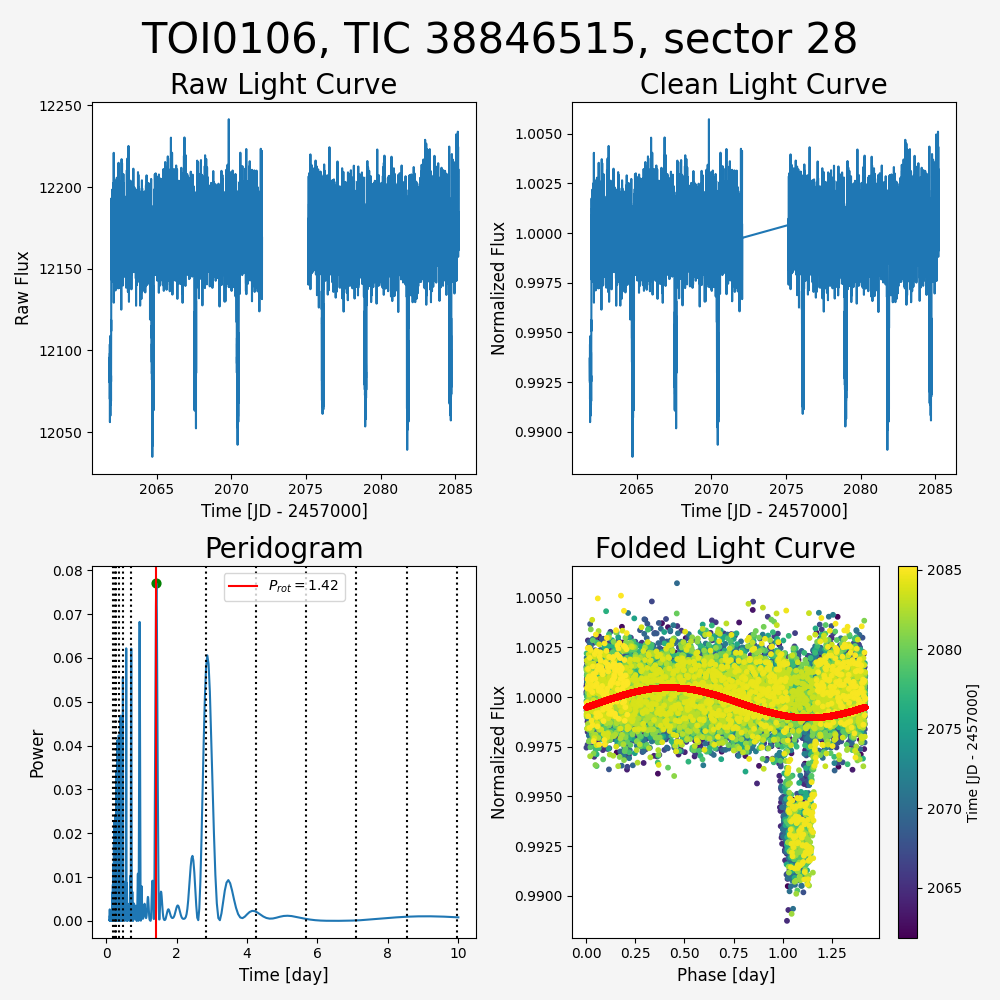 TOI0106, TIC 38846515, sector 28
Raw Light Curve
Raw Flux
12250
12200
12150
12100
12050
2065 2070 2075 2080 2085
Time [JD - 2457000]
Clean Light Curve
Normalized Flux
1.0050
1.0025
1.0000
0.9975
0.9950
0.9925
0.9900
2065 2070 2075 2080 2085
Time [JD - 2457000]
Peridogram
Power
0.08
0.07
0.06
0.05
0.04
0.03
0.02
0.01
0.00
P_rot = 1.42
0 2 4 6 8 10
Time [day]
Folded Light Curve
Normalized Flux
1.0050
1.0025
1.0000
0.9975
0.9950
0.9925
0.9900
0.00 0.25 0.50 0.75 1.00 1.25
Phase [day]
2085
2080
2075
2070
2065
Time [JD - 2457000]